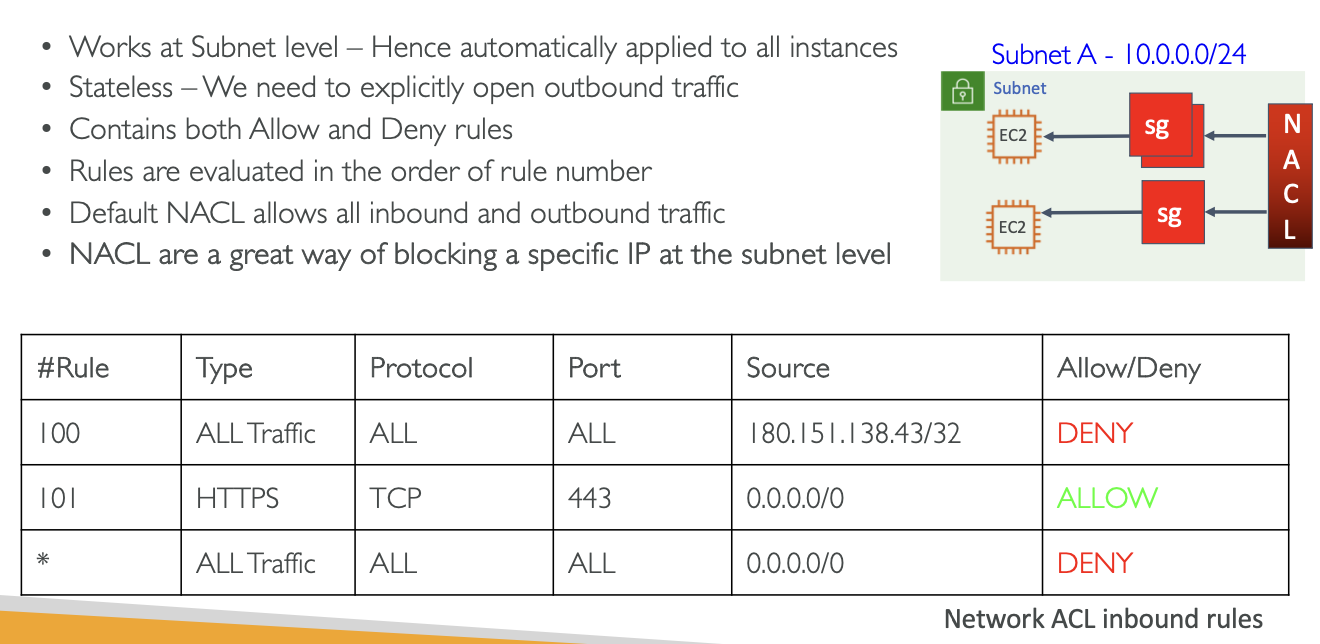 • Works at Subnet level – Hence automatically applied to all instances
• Stateless – We need to explicitly open outbound traffic
• Contains both Allow and Deny rules
• Rules are evaluated in the order of rule number
• Default NACL allows all inbound and outbound traffic
• NACL are a great way of blocking a specific IP at the subnet level
Subnet A - 10.0.0.0/24
Subnet
EC2
sg
EC2
sg
N
A
C
L
#Rule Type Protocol Port Source Allow/Deny
100 ALL Traffic ALL ALL 180.151.138.43/32 DENY
101 HTTPS TCP 443 0.0.0.0/0 ALLOW
* ALL Traffic ALL ALL 0.0.0.0/0 DENY
Network ACL inbound rules